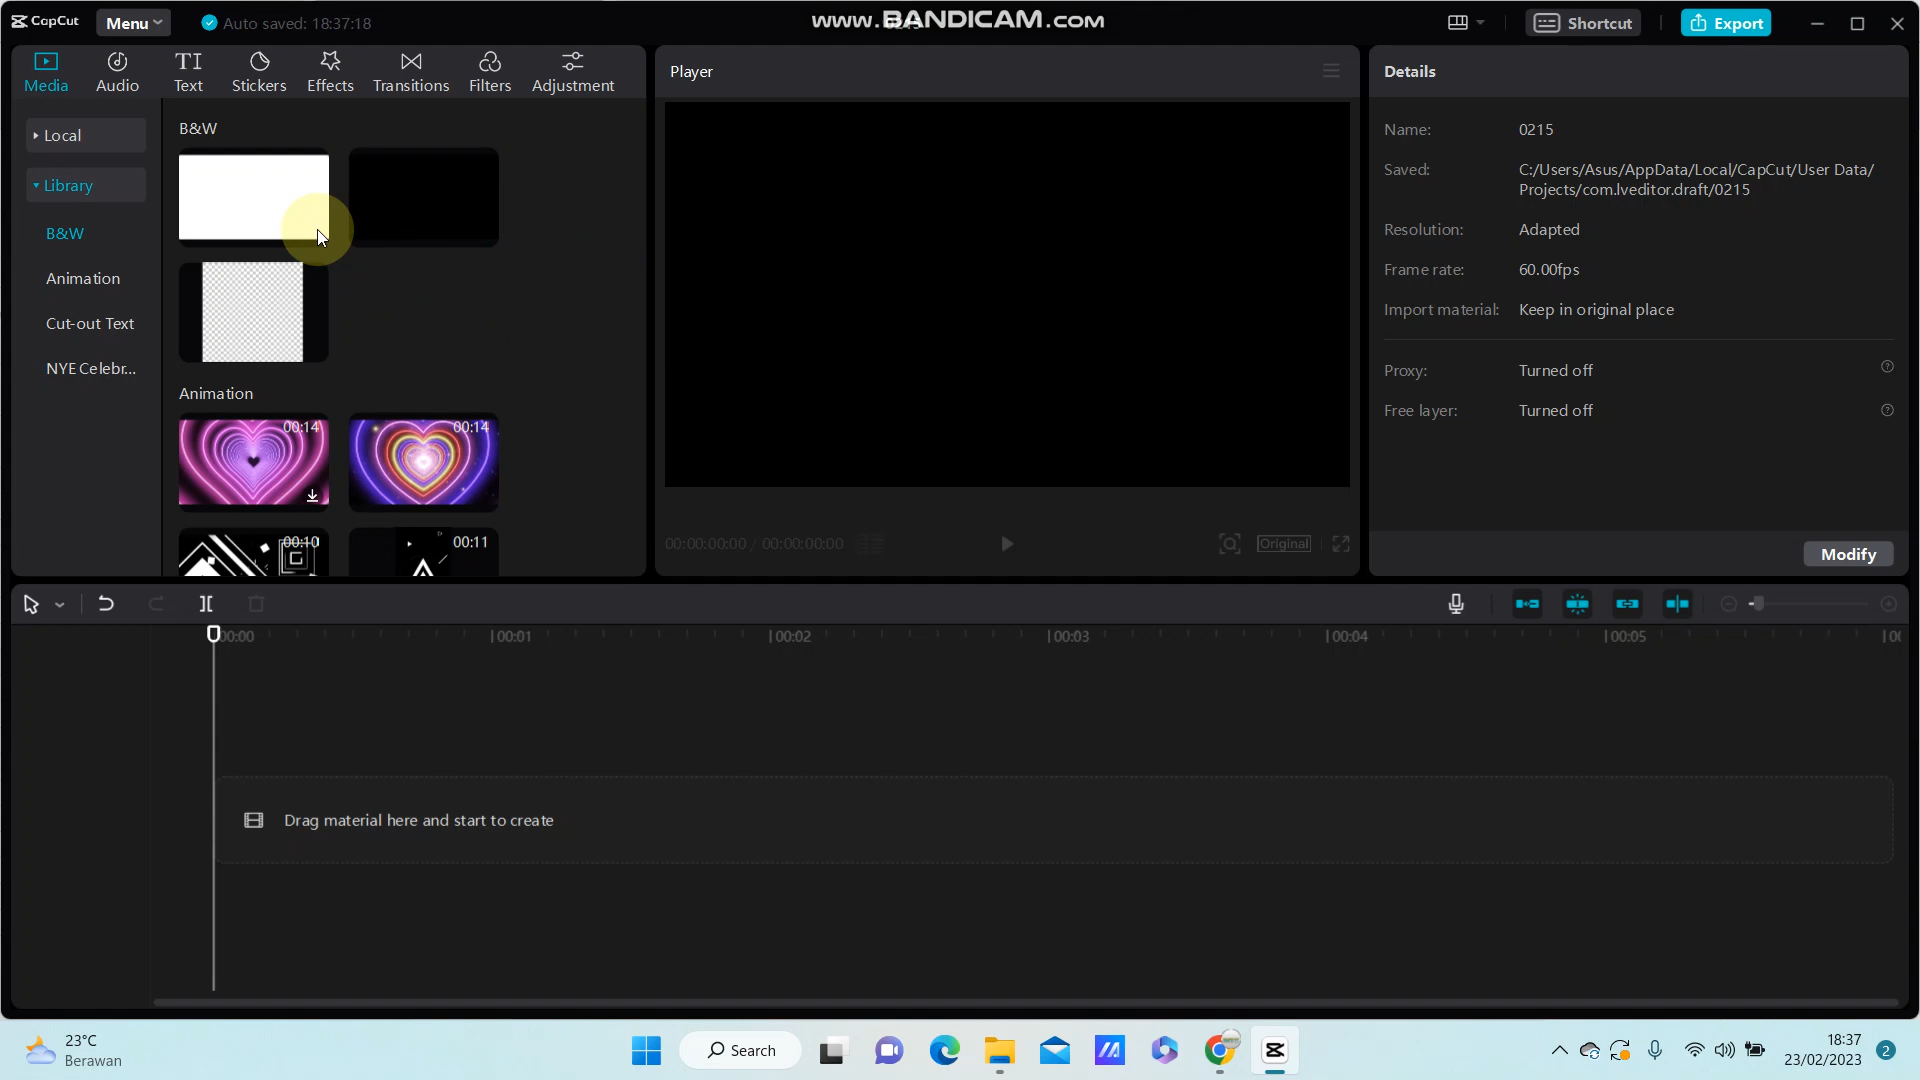 CapCut
Menu
Auto saved: 18:37:18
www.BANDICAM.com
Shortcut
Export
Media
Audio
Text
Stickers
Effects
Transitions
Filters
Adjustment
Local
Library
B&W
Animation
Cut-out Text
NYE Celebr...
B&W
Animation
00:14
00:14
00:10
00:11
Player
00:00:00:00 / 00:00:00:00
Original
Details
Name: 0215
Saved: C:/Users/Asus/AppData/Local/CapCut/User Data/
Projects/com.lveditor.draft/0215
Resolution: Adapted
Frame rate: 60.00fps
Import material: Keep in original place
Proxy: Turned off
Free layer: Turned off
Modify
00:00
00:01
00:02
00:03
00:04
00:05
Drag material here and start to create
23°C
Berawan
Search
18:37
23/02/2023
2